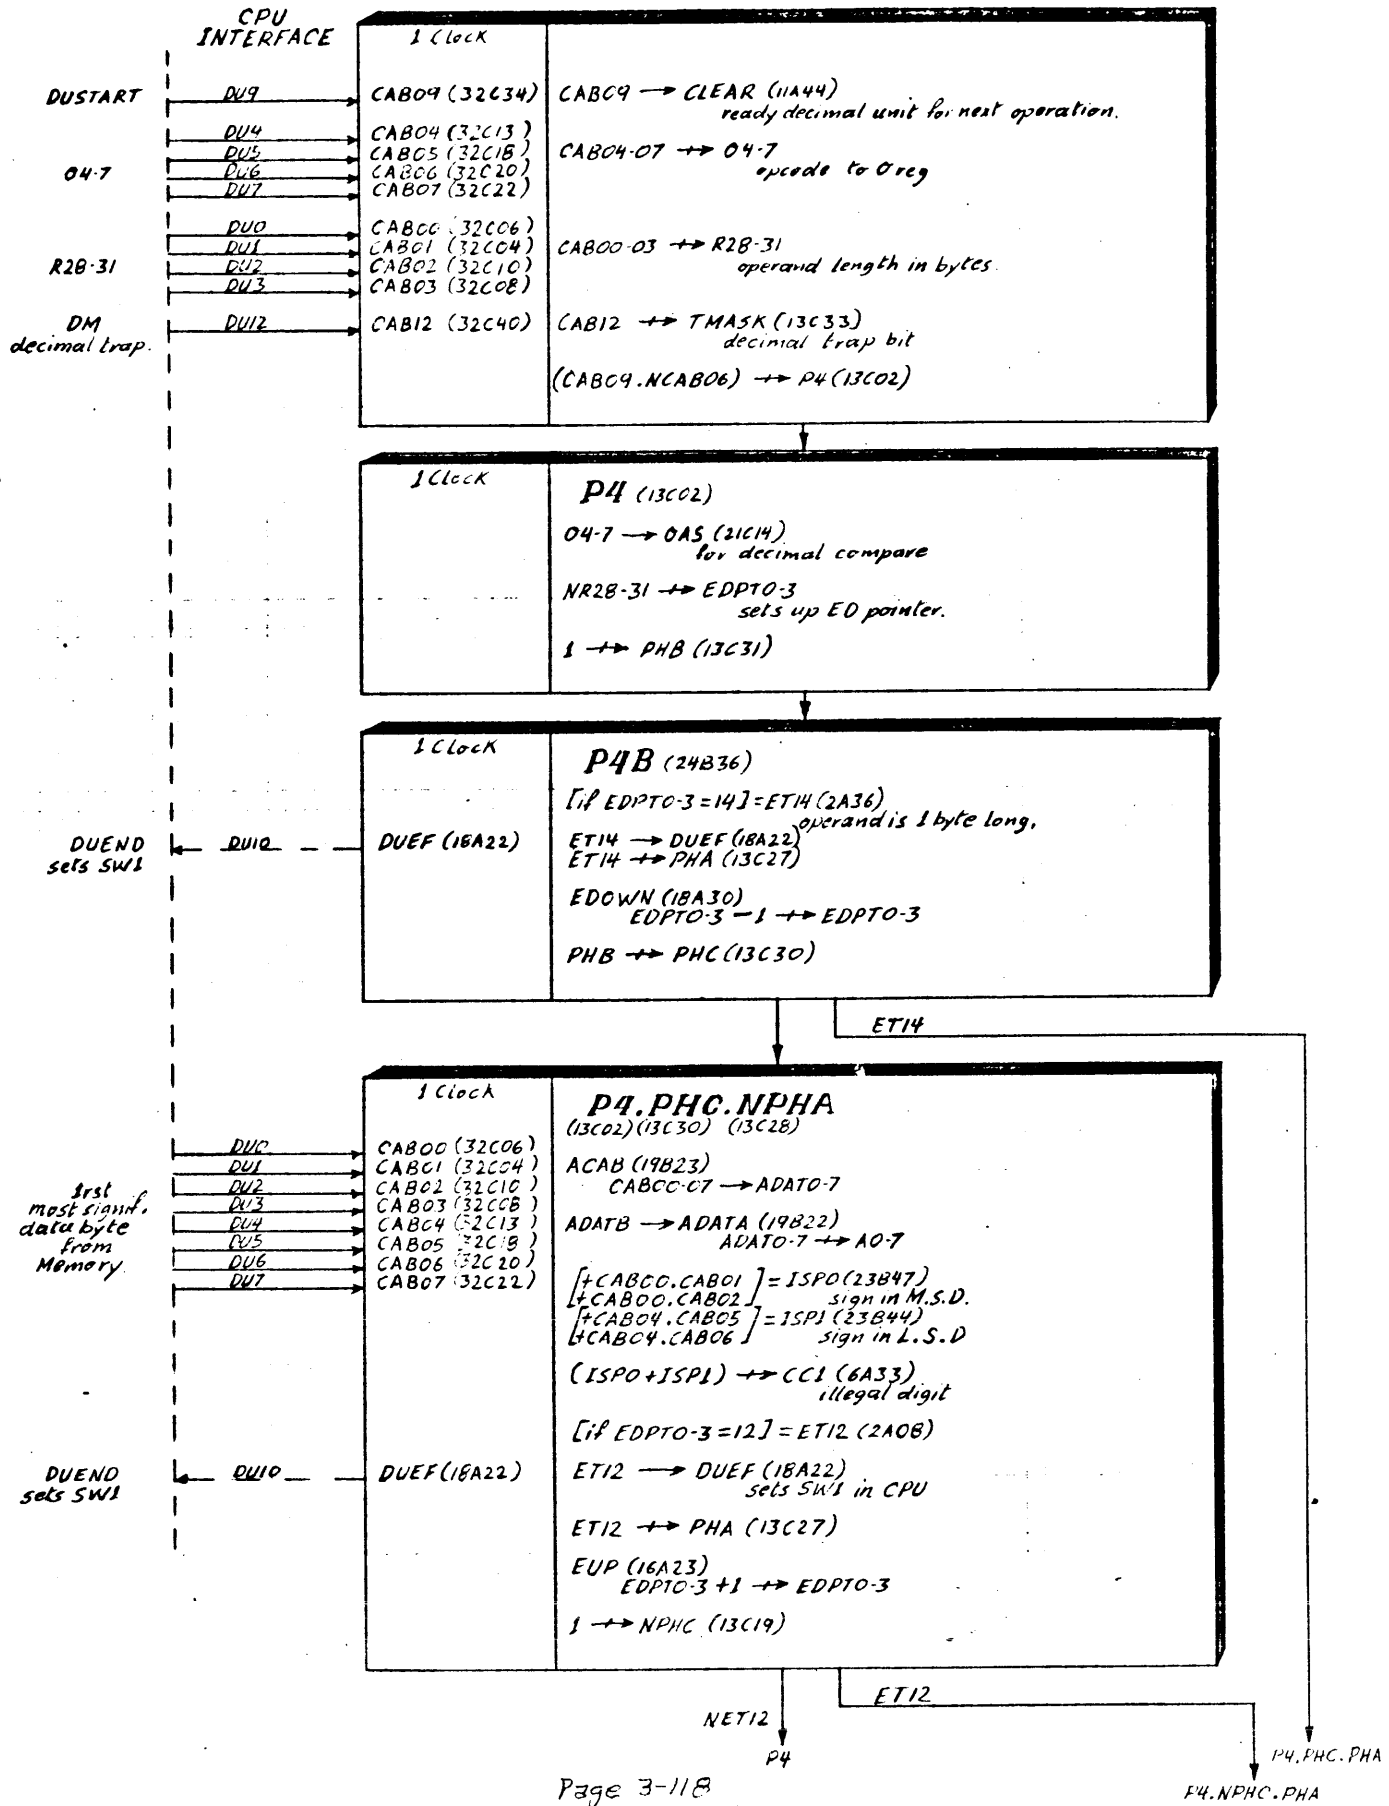 CPU
INTERFACE
1 Clock
DUSTART DU9 CAB09 (32C34) CAB09 → CLEAR (11A44)
ready decimal unit for next operation.
DU4 CAB04 (32C13)
DU5 CAB05 (32C18) CAB04-07 ↛ 04-7
04-7 DU6 CAB06 (32C20) opcode to O reg
DU7 CAB07 (32C22)
DU0 CAB00 (32C06)
DU1 CAB01 (32C04) CAB00-03 ↛ R28-31
R28-31 DU2 CAB02 (32C10) operand length in bytes.
DU3 CAB03 (32C08)
DM DU12 CAB12 (32C40) CAB12 ↛ TMASK (13C33)
decimal trap. decimal trap bit
(CAB09.NCAB06) ↛ P4 (13C02)
1 Clock
P4 (13C02)
04-7 → OAS (21C14)
for decimal compare
NR28-31 ↛ EDPT0-3
sets up ED pointer.
1 ↛ PHB (13C31)
1 Clock
P4B (24B36)
[if EDPT0-3=14]=ET14 (2A36)
operand is 1 byte long.
DUEND DU10 DUEF (18A22) ET14 → DUEF (18A22)
sets SW1 ET14 ↛ PHA (13C27)
EDOWN (18A30)
EDPT0-3 -1 ↛ EDPT0-3
PHB ↛ PHC (13C30)
ET14
1 Clock
P4.PHC.NPHA
(13C02)(13C30) (13C28)
DU0 CAB00 (32C06)
DU1 CAB01 (32C04) ACAB (19B23)
1rst DU2 CAB02 (32C10) CAB00-07 → ADAT0-7
most signif. DU3 CAB03 (32C08)
data byte DU4 CAB04 (32C13) ADATB → ADATA (19B22)
from DU5 CAB05 (32C18) ADAT0-7 ↛ A0-7
Memory DU6 CAB06 (32C20)
DU7 CAB07 (32C22) [+CAB00.CAB01] = ISP0 (23B47)
[+CAB00.CAB02] sign in M.S.D.
[+CAB04.CAB05] = ISP1 (23B44)
[+CAB04.CAB06] sign in L.S.D
(ISP0+ISP1) ↛ CC1 (6A33)
illegal digit
[if EDPT0-3=12] = ET12 (2A08)
DUEND DU10 DUEF (18A22) ET12 → DUEF (18A22)
sets SW1 sets SW1 in CPU
ET12 ↛ PHA (13C27)
EUP (16A23)
EDPT0-3 +1 ↛ EDPT0-3
1 ↛ NPHC (13C19)
ET12
NET12
P4
P4.PHC.PHA
P4.NPHC.PHA
Page 3-118